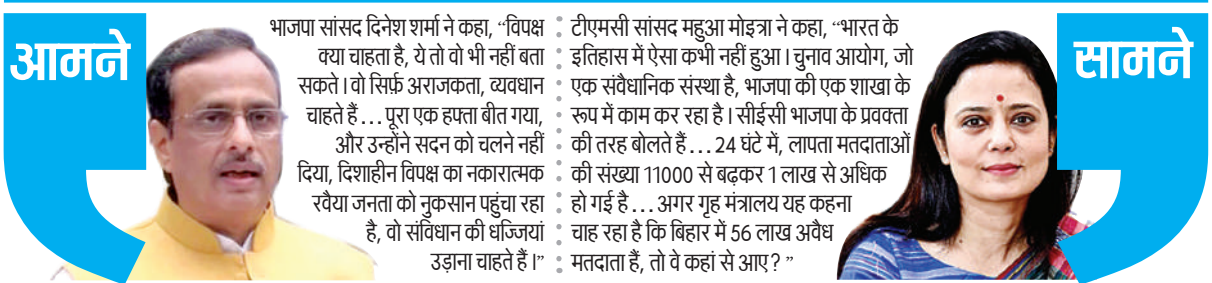 आमने
भाजपा सांसद दिनेश शर्मा ने कहा, “विपक्ष
क्या चाहता है, ये तो वो भी नहीं बता
सकते। वो सिर्फ़ अराजकता, व्यवधान
चाहते हैं... पूरा एक हफ्ता बीत गया,
और उन्होंने सदन को चलने नहीं
दिया, दिशाहीन विपक्ष का नकारात्मक
रवैया जनता को नुकसान पहुंचा रहा
है, वो संविधान की धज्जियां
उड़ाना चाहते हैं।”
टीएमसी सांसद महुआ मोइत्रा ने कहा, “भारत के
इतिहास में ऐसा कभी नहीं हुआ। चुनाव आयोग, जो
एक संवैधानिक संस्था है, भाजपा की एक शाखा के
रूप में काम कर रहा है। सीईसी भाजपा के प्रवक्ता
की तरह बोलते हैं... 24 घंटे में, लापता मतदाताओं
की संख्या 11000 से बढ़कर 1 लाख से अधिक
हो गई है... अगर गृह मंत्रालय यह कहना
चाह रहा है कि बिहार में 56 लाख अवैध
मतदाता हैं, तो वे कहां से आए? ”
सामने